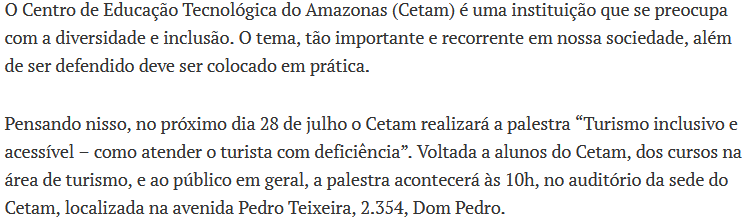 O Centro de Educação Tecnológica do Amazonas (Cetam) é uma instituição que se preocupa
com a diversidade e inclusão. O tema, tão importante e recorrente em nossa sociedade, além
de ser defendido deve ser colocado em prática.
Pensando nisso, no próximo dia 28 de julho o Cetam realizará a palestra “Turismo inclusivo e
acessível – como atender o turista com deficiência”. Voltada a alunos do Cetam, dos cursos na
área de turismo, e ao público em geral, a palestra acontecerá às 10h, no auditório da sede do
Cetam, localizada na avenida Pedro Teixeira, 2.354, Dom Pedro.